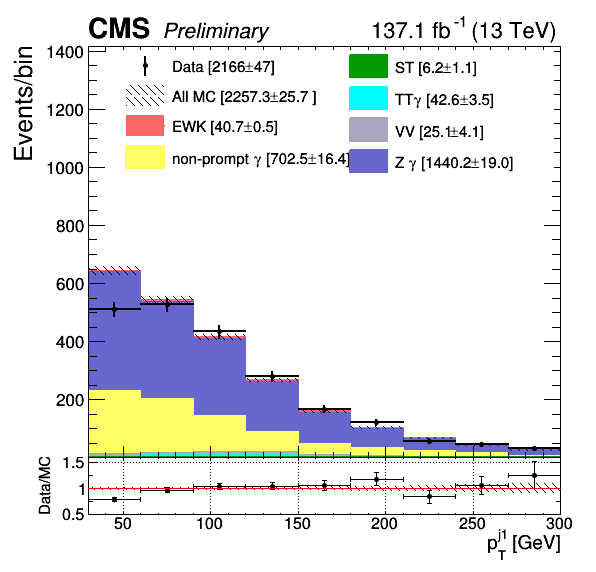 CMS Preliminary 137.1 fb⁻¹ (13 TeV)
Events/bin
1400
1200
1000
800
600
400
200
Data [2166±47]
All MC [2257.3±25.7 ]
EWK [40.7±0.5]
non-prompt γ [702.5±16.4]
ST [6.2±1.1]
TTγ [42.6±3.5]
VV [25.1±4.1]
Z γ [1440.2±19.0]
Data/MC
1.5
1
0.5
50 100 150 200 250 300
p_T^j1 [GeV]